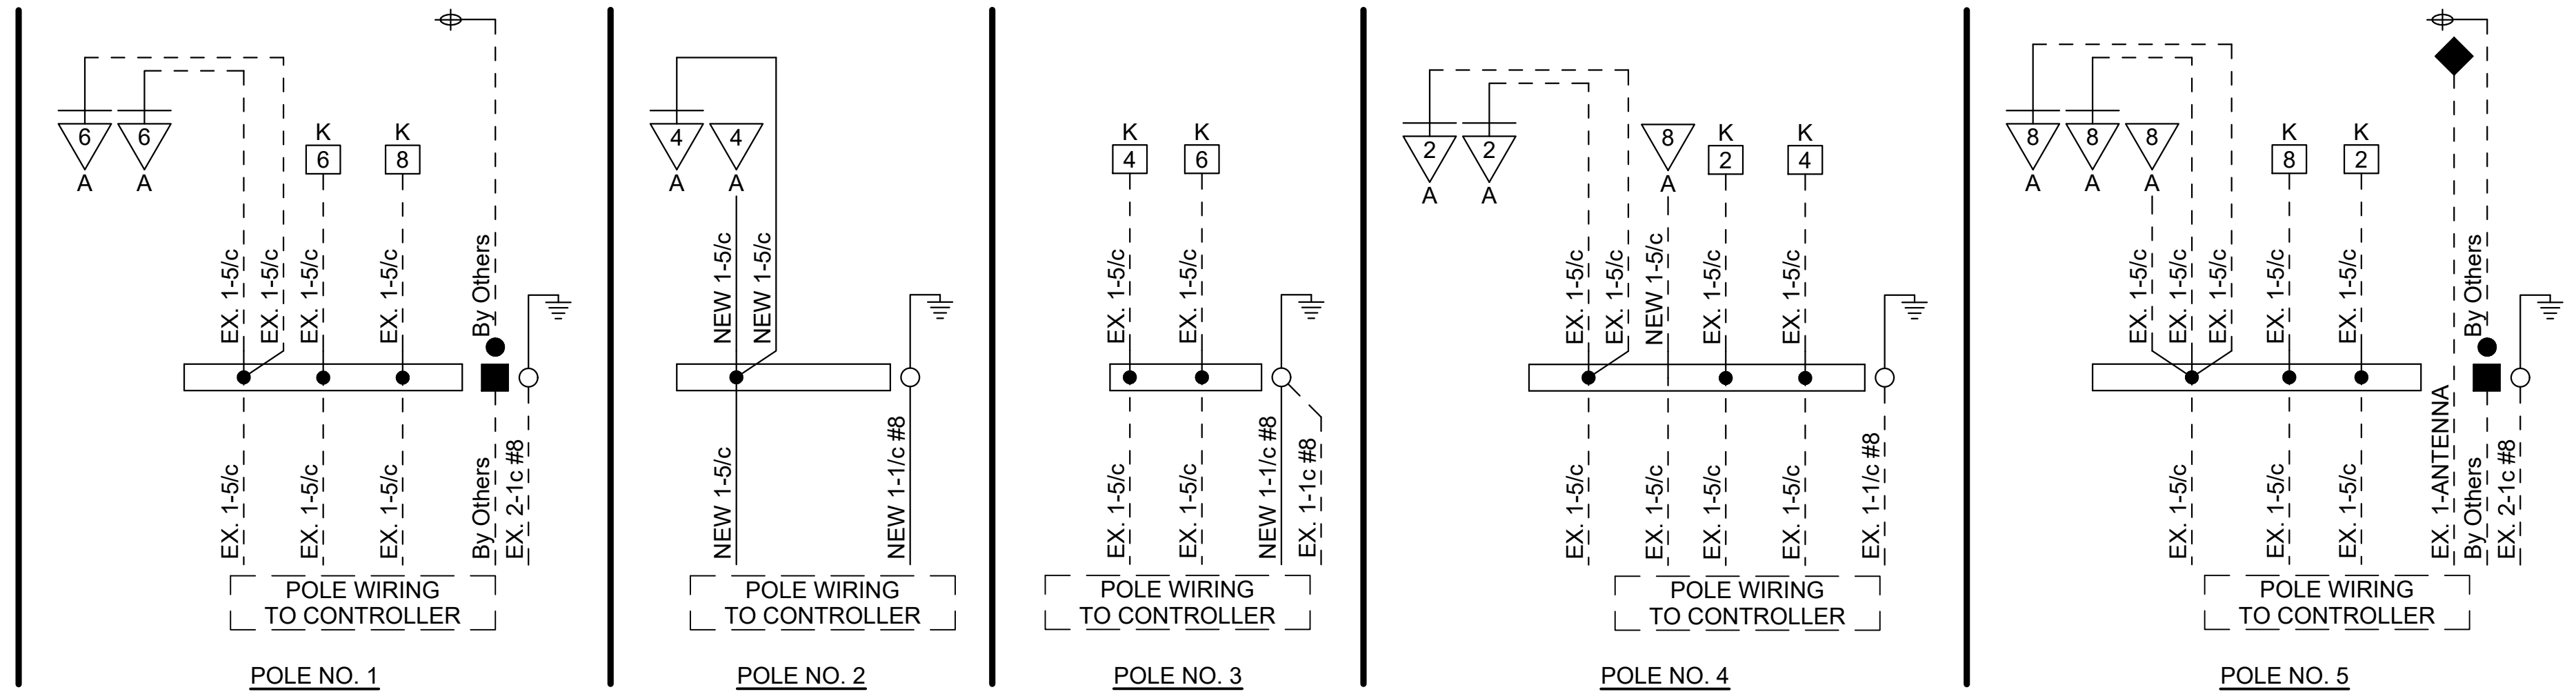 6 6 K K
6 8
A A
EX. 1-5/c
EX. 1-5/c
EX. 1-5/c
EX. 1-5/c
By Others
EX. 1-5/c
EX. 1-5/c
EX. 1-5/c
By Others
EX. 2-1c #8
POLE WIRING
TO CONTROLLER
POLE NO. 1
4 4
A A
NEW 1-5/c
NEW 1-5/c
NEW 1-5/c
NEW 1-1/c #8
POLE WIRING
TO CONTROLLER
POLE NO. 2
K K
4 6
EX. 1-5/c
EX. 1-5/c
EX. 1-5/c
EX. 1-5/c
NEW 1-1/c #8
EX. 1-1c #8
POLE WIRING
TO CONTROLLER
POLE NO. 3
2 2 8 K K
2 4
A A A
EX. 1-5/c
EX. 1-5/c
NEW 1-5/c
EX. 1-5/c
EX. 1-5/c
EX. 1-5/c
EX. 1-5/c
EX. 1-5/c
EX. 1-5/c
EX. 1-1/c #8
POLE WIRING
TO CONTROLLER
POLE NO. 4
8 8 8 K K
8 2
A A A
EX. 1-5/c
EX. 1-5/c
EX. 1-5/c
EX. 1-5/c
EX. 1-5/c
By Others
EX. 1-5/c
EX. 1-5/c
EX. 1-5/c
EX. 1-ANTENNA
By Others
EX. 2-1c #8
POLE WIRING
TO CONTROLLER
POLE NO. 5